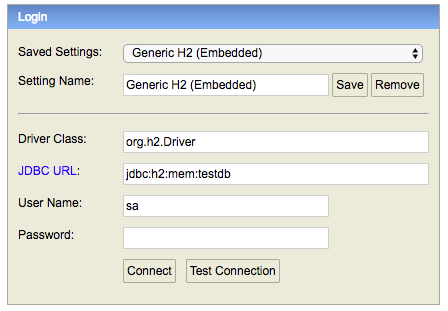 Login
Saved Settings: Generic H2 (Embedded)
Setting Name: Generic H2 (Embedded) Save Remove
Driver Class: org.h2.Driver
JDBC URL: jdbc:h2:mem:testdb
User Name: sa
Password:
Connect Test Connection